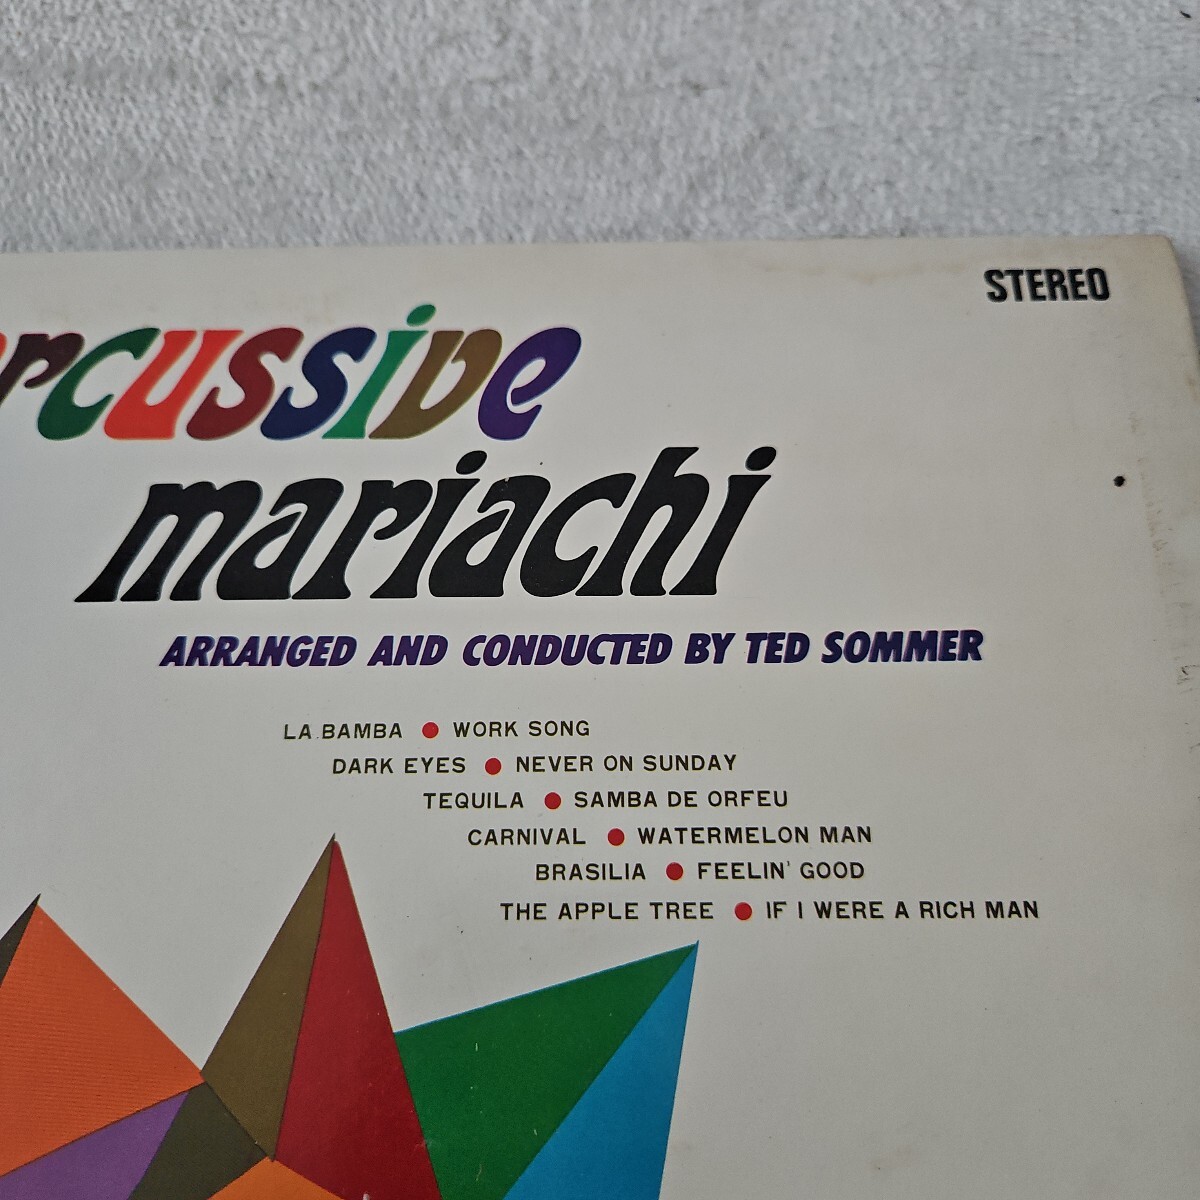 STEREO
rcussive
mariachi
ARRANGED AND CONDUCTED BY TED SOMMER
LA BAMBA ● WORK SONG
DARK EYES ● NEVER ON SUNDAY
TEQUILA ● SAMBA DE ORFEU
CARNIVAL ● WATERMELON MAN
BRASILIA ● FEELIN' GOOD
THE APPLE TREE ● IF I WERE A RICH MAN